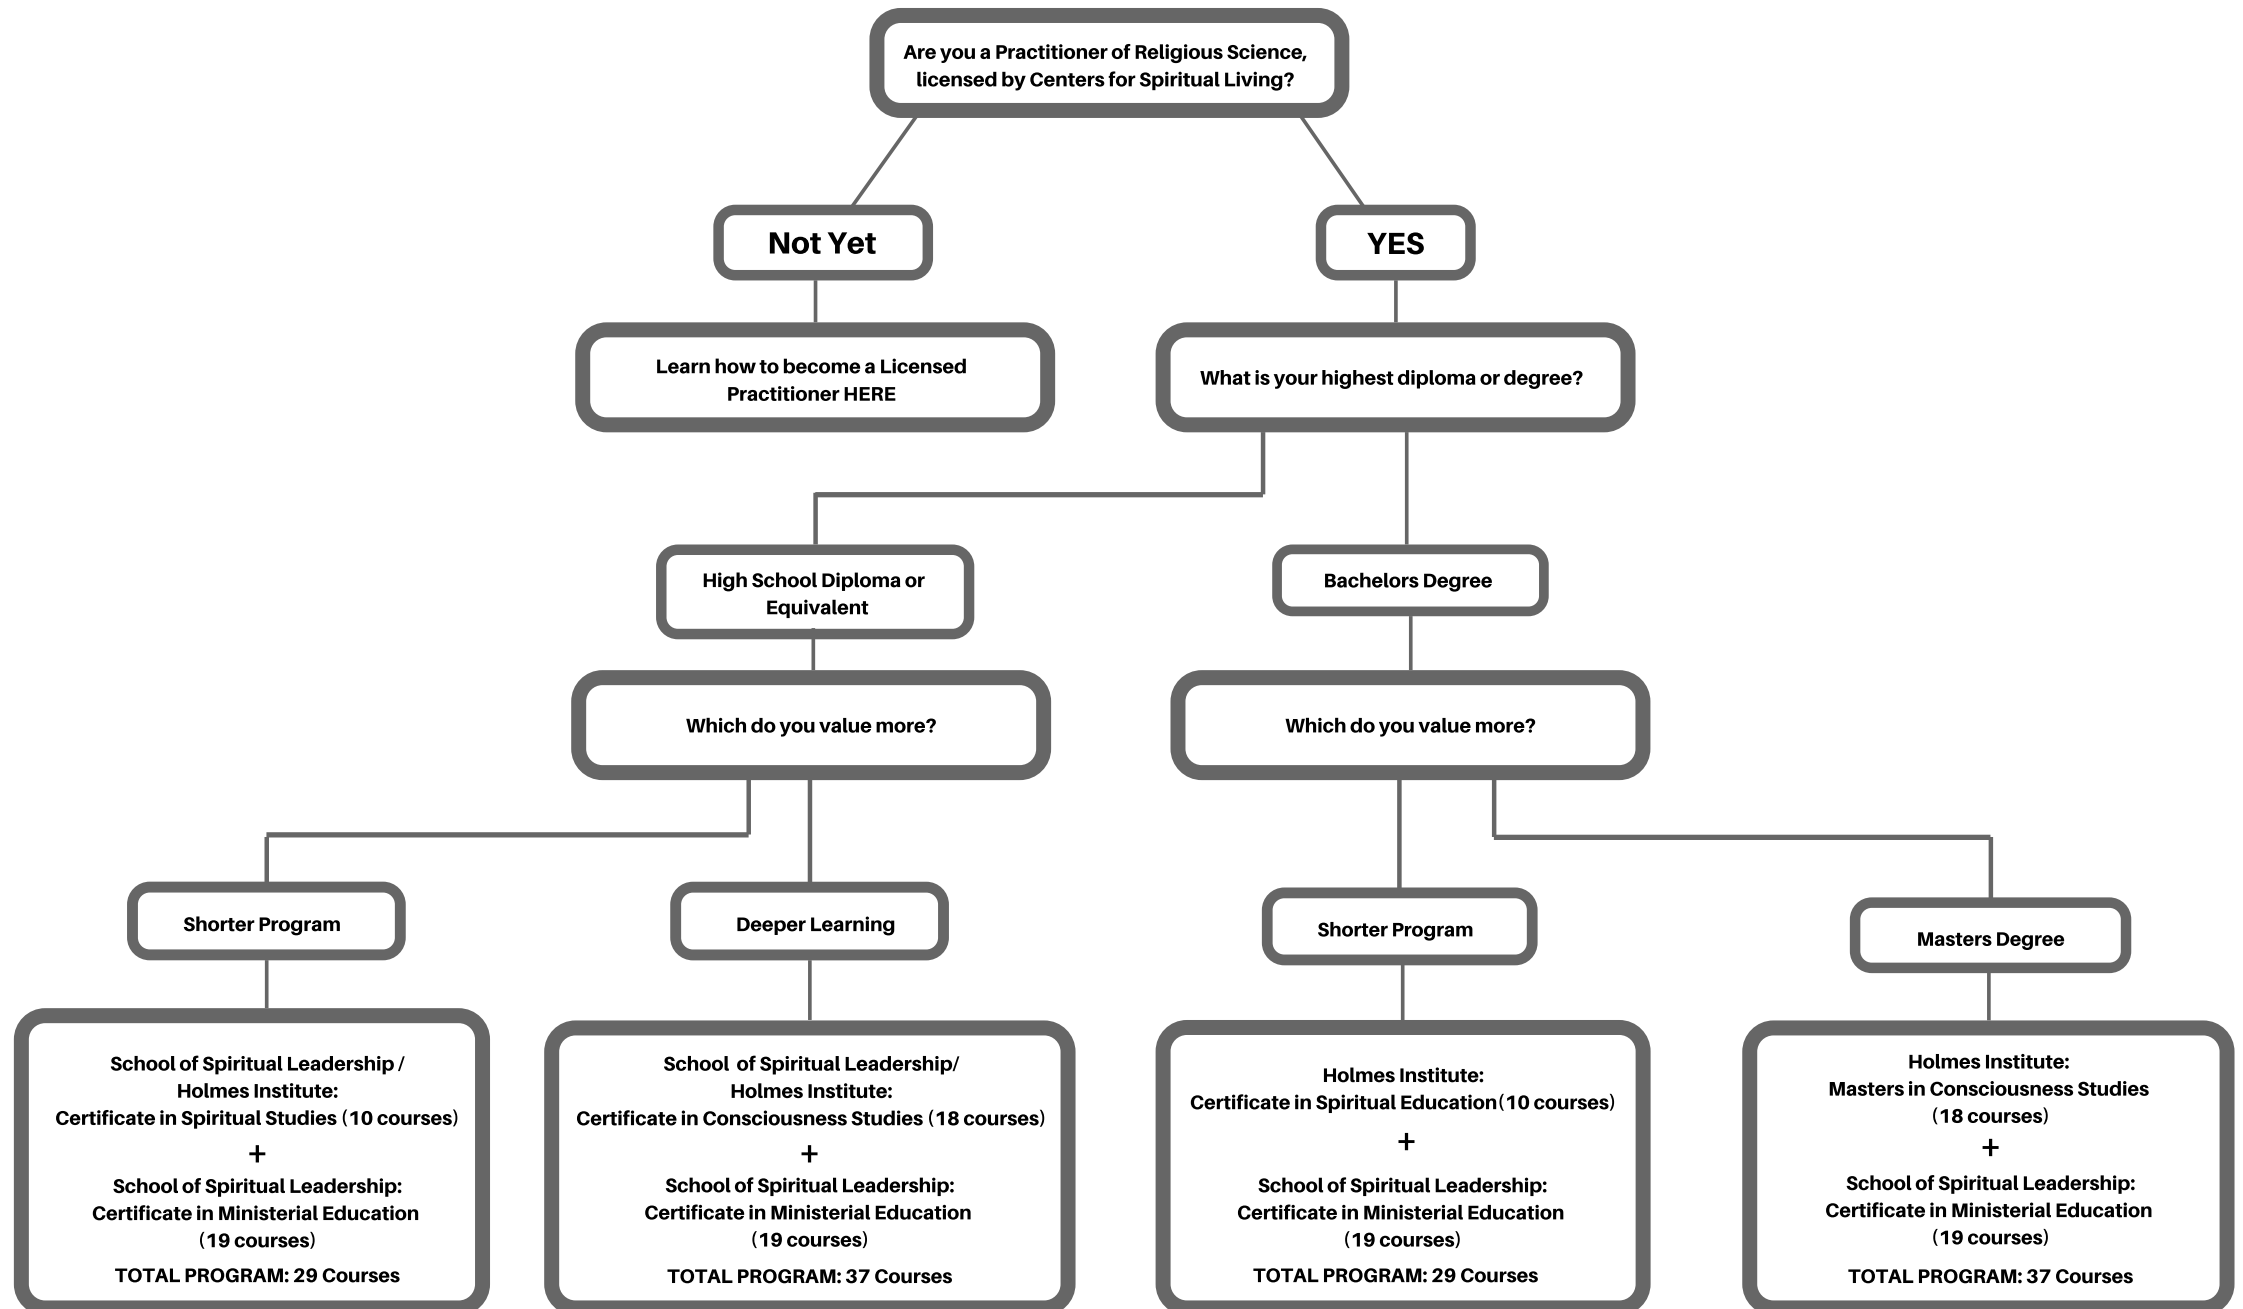 Are you a Practitioner of Religious Science,
licensed by Centers for Spiritual Living?
Not Yet
YES
Learn how to become a Licensed
Practitioner HERE
What is your highest diploma or degree?
High School Diploma or
Equivalent
Bachelors Degree
Which do you value more?
Which do you value more?
Shorter Program
Deeper Learning
Shorter Program
Masters Degree
School of Spiritual Leadership /
Holmes Institute:
Certificate in Spiritual Studies (10 courses)
+
School of Spiritual Leadership:
Certificate in Ministerial Education
(19 courses)
TOTAL PROGRAM: 29 Courses
School of Spiritual Leadership/
Holmes Institute:
Certificate in Consciousness Studies (18 courses)
+
School of Spiritual Leadership:
Certificate in Ministerial Education
(19 courses)
TOTAL PROGRAM: 37 Courses
Holmes Institute:
Certificate in Spiritual Education(10 courses)
+
School of Spiritual Leadership:
Certificate in Ministerial Education
(19 courses)
TOTAL PROGRAM: 29 Courses
Holmes Institute:
Masters in Consciousness Studies
(18 courses)
+
School of Spiritual Leadership:
Certificate in Ministerial Education
(19 courses)
TOTAL PROGRAM: 37 Courses